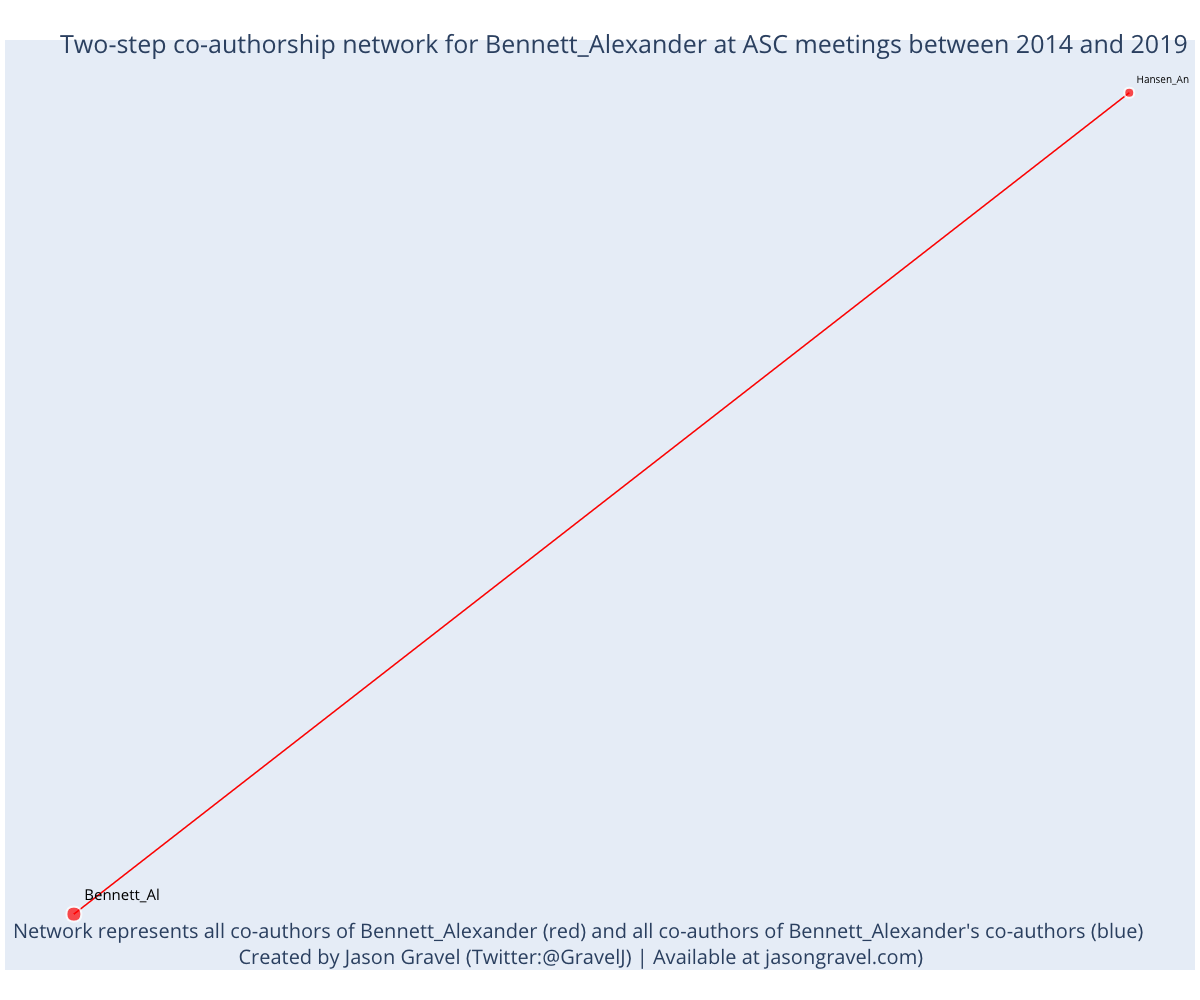 Two-step co-authorship network for Bennett_Alexander at ASC meetings between 2014 and 2019
Hansen_An
Bennett_Al
Network represents all co-authors of Bennett_Alexander (red) and all co-authors of Bennett_Alexander's co-authors (blue)
Created by Jason Gravel (Twitter:@GravelJ) | Available at jasongravel.com)